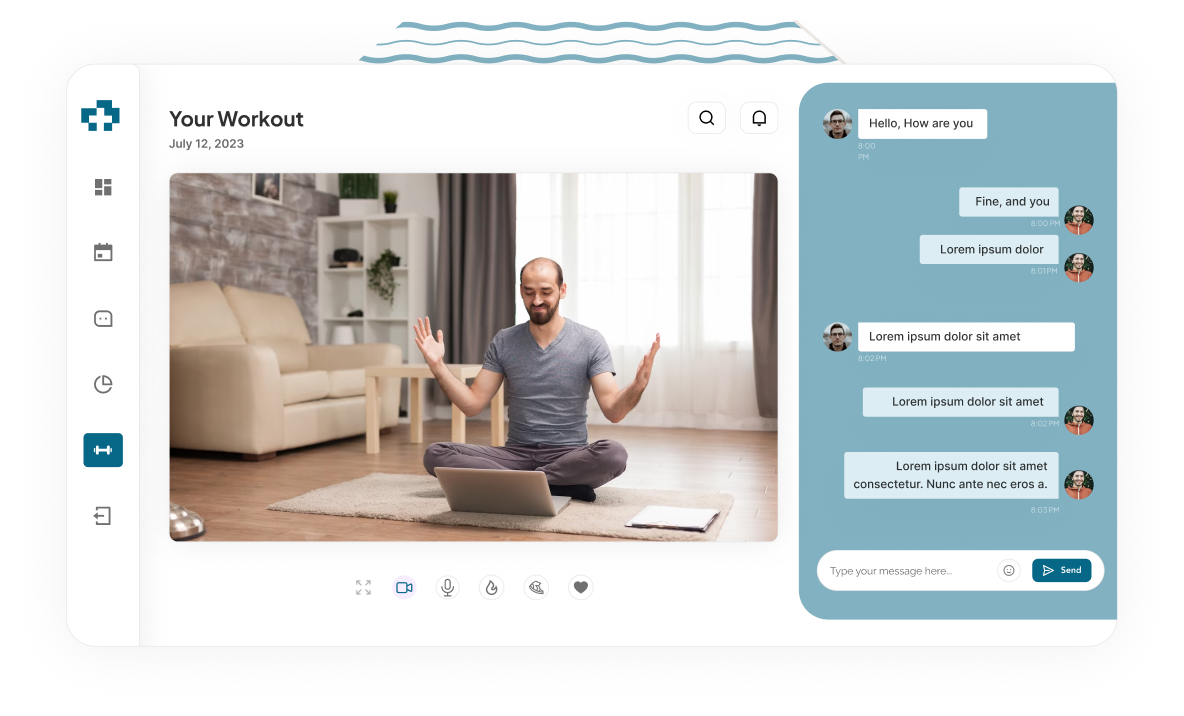 Your Workout
July 12, 2023
Hello, How are you
8:00
PM
Fine, and you
8:00 PM
Lorem ipsum dolor
8:01 PM
Lorem ipsum dolor sit amet
8:02 PM
Lorem ipsum dolor sit amet
8:02 PM
Lorem ipsum dolor sit amet
consectetur. Nunc ante nec eros a.
8:03 PM
Type your message here...
Send